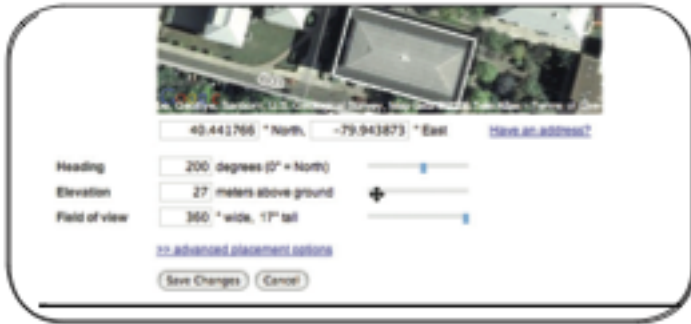 40.441766 ° North, -79.943873 ° East Have an address?
Heading 200 degrees (0° = North)
Elevation 27 meters above ground
Field of view 360 ° wide, 17° tall
>> advanced placement options
Save Changes Cancel